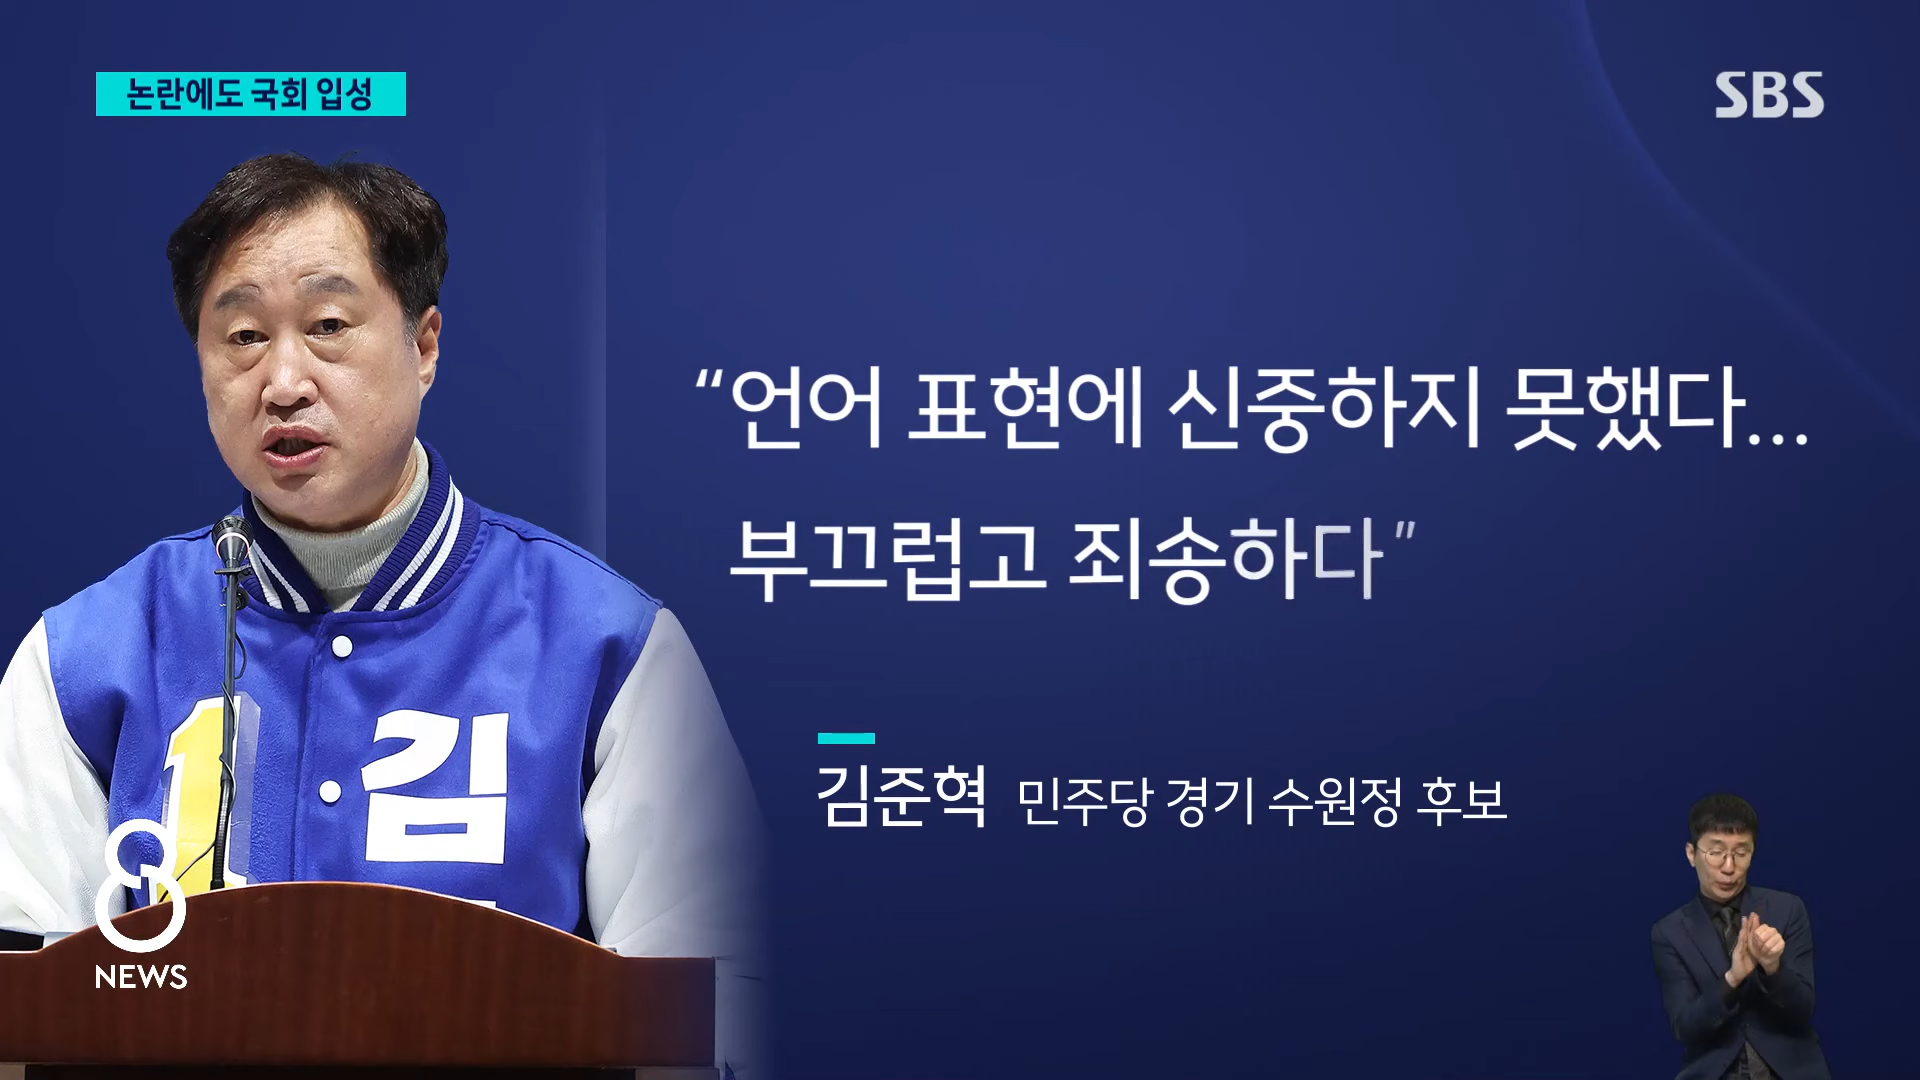 논란에도 국회 입성
SBS
“언어 표현에 신중하지 못했다...
부끄럽고 죄송하다”
김준혁 민주당 경기 수원정 후보
1
김
8
NEWS